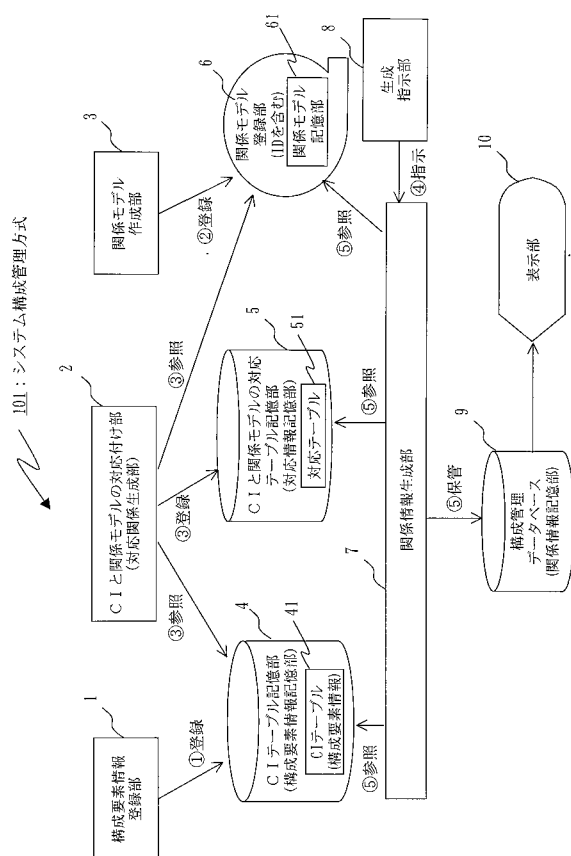 101：システム構成管理方式
1
構成要素情報
登録部
2
ＣＩと関係モデルの対応付け部
(対応関係生成部)
3
関係モデル
作成部
①登録
③参照
③登録
③参照
②登録
4
ＣＩテーブル記憶部
(構成要素情報記憶部)
41
CIテーブル
(構成要素情報)
5
ＣＩと関係モデルの対応
テーブル記憶部
(対応情報記憶部)
51
対応テーブル
6
関係モデル
登録部
(IDを含む)
61
関係モデル
記憶部
⑤参照
⑤参照
⑤参照
④指示
8
生成
指示部
7
関係情報生成部
⑤保管
9
構成管理
データベース
(関係情報記憶部)
10
表示部